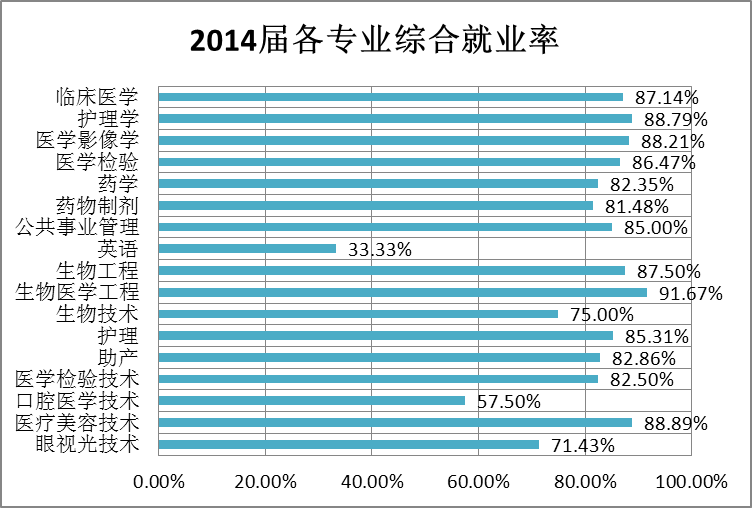 2014届各专业综合就业率
临床医学 87.14%
护理学 88.79%
医学影像学 88.21%
医学检验 86.47%
药学 82.35%
药物制剂 81.48%
公共事业管理 85.00%
英语 33.33%
生物工程 87.50%
生物医学工程 91.67%
生物技术 75.00%
护理 85.31%
助产 82.86%
医学检验技术 82.50%
口腔医学技术 57.50%
医疗美容技术 88.89%
眼视光技术 71.43%
0.00% 20.00% 40.00% 60.00% 80.00% 100.00%